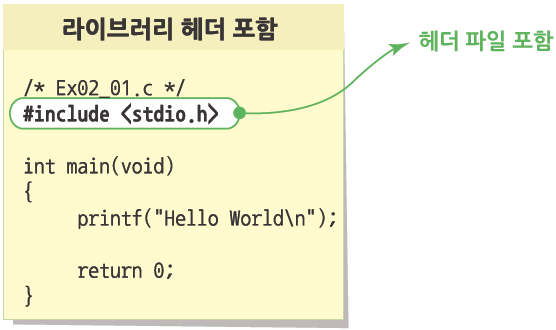 라이브러리 헤더 포함
헤더 파일 포함
/* Ex02_01.c */
#include <stdio.h>
int main(void)
{
printf("Hello World\n");
return 0;
}